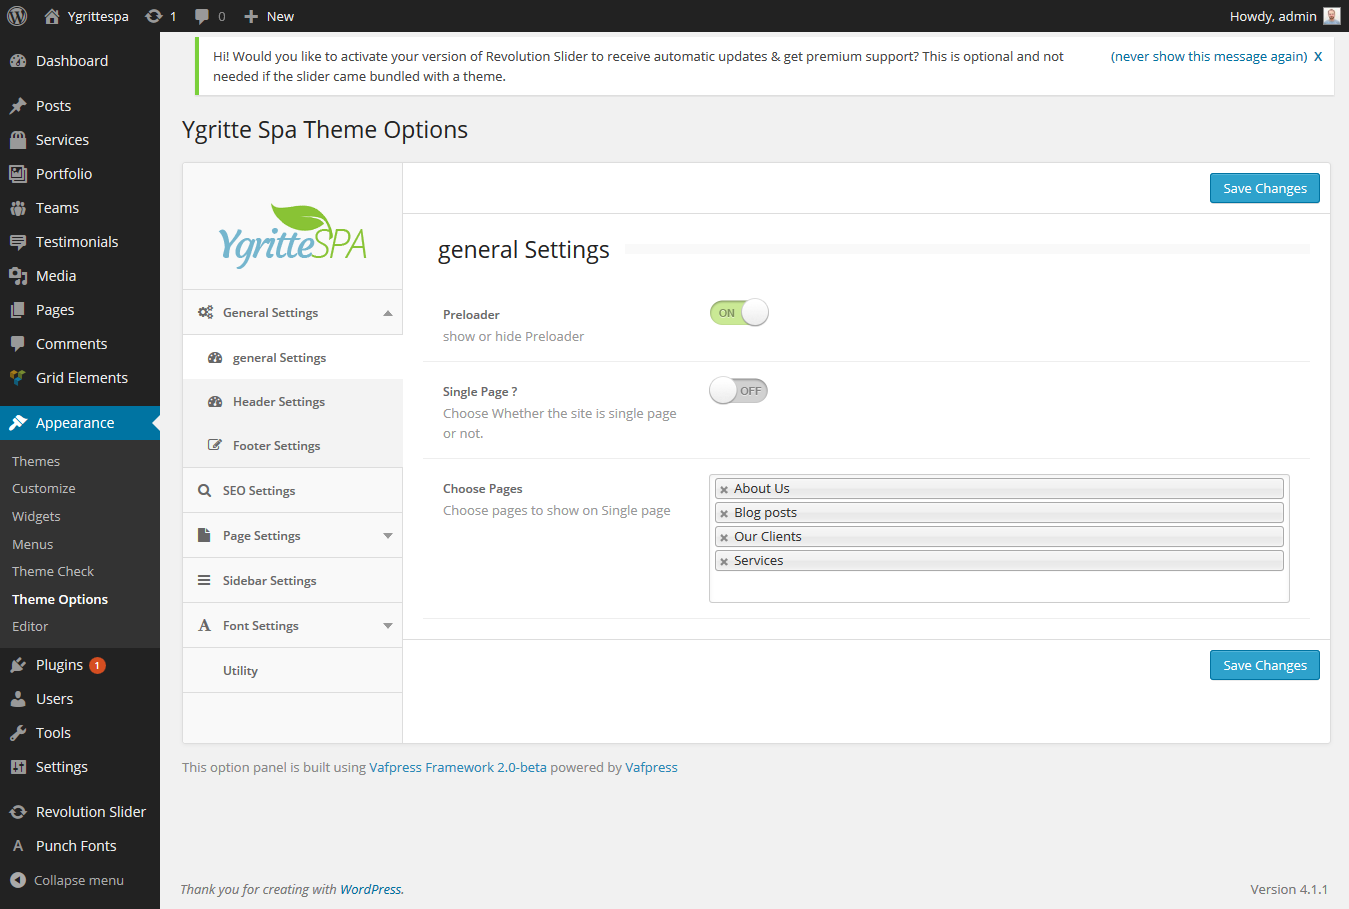 Ygrittespa 1 0 New
Howdy, admin
Dashboard
Posts
Services
Portfolio
Teams
Testimonials
Media
Pages
Comments
Grid Elements
Appearance
Themes
Customize
Widgets
Menus
Theme Check
Theme Options
Editor
Plugins 1
Users
Tools
Settings
Revolution Slider
Punch Fonts
Collapse menu
Hi! Would you like to activate your version of Revolution Slider to receive automatic updates & get premium support? This is optional and not
needed if the slider came bundled with a theme.
(never show this message again) X
Ygritte Spa Theme Options
YgritteSPA
General Settings
general Settings
Header Settings
Footer Settings
SEO Settings
Page Settings
Sidebar Settings
Font Settings
Utility
Save Changes
general Settings
Preloader
show or hide Preloader
ON
Single Page ?
Choose Whether the site is single page
or not.
OFF
Choose Pages
Choose pages to show on Single page
× About Us
× Blog posts
× Our Clients
× Services
Save Changes
This option panel is built using Vafpress Framework 2.0-beta powered by Vafpress
Thank you for creating with WordPress.
Version 4.1.1